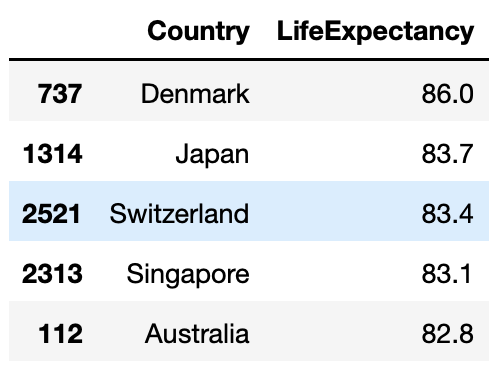 Country LifeExpectancy
737 Denmark 86.0
1314 Japan 83.7
2521 Switzerland 83.4
2313 Singapore 83.1
112 Australia 82.8